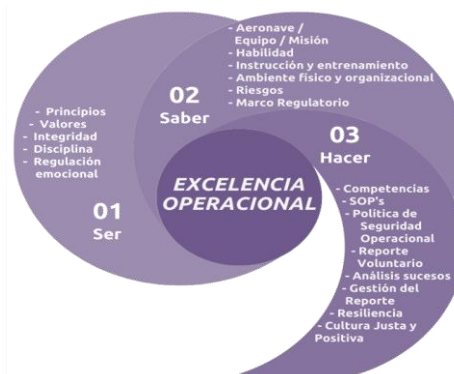 - Principios
- Valores
- Integridad
- Disciplina
- Regulación
emocional
01
Ser
02
Saber
- Aeronave /
Equipo / Misión
- Habilidad
- Instrucción y entrenamiento
- Ambiente físico y organizacional
- Riesgos
- Marco Regulatorio
03
Hacer
- Competencias
- SOP's
- Política de
Seguridad
Operacional
- Reporte
Voluntario
- Análisis sucesos
- Gestión del
Reporte
- Resiliencia
- Cultura Justa y
Positiva
EXCELENCIA
OPERACIONAL